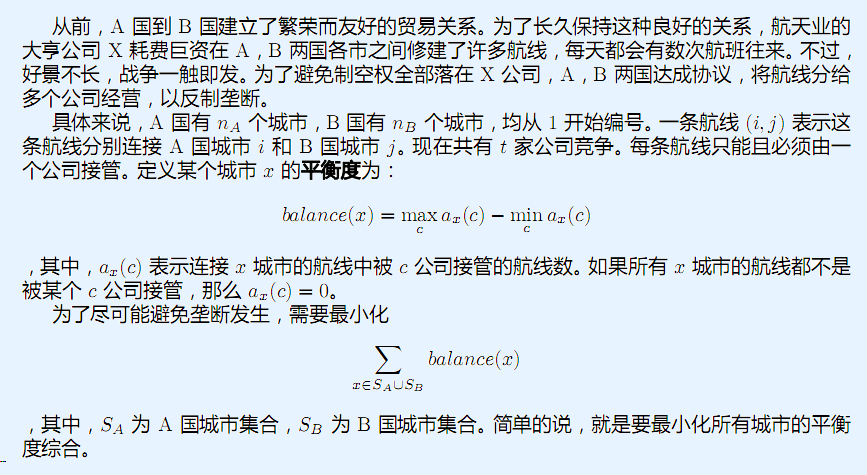 从前，A 国到 B 国建立了繁荣而友好的贸易关系。为了长久保持这种良好的关系，航天业的
大亨公司 X 耗费巨资在 A，B 两国各市之间修建了许多航线，每天都会有数次航班往来。不过，
好景不长，战争一触即发。为了避免制空权全部落在 X 公司，A，B 两国达成协议，将航线分给
多个公司经营，以反制垄断。
具体来说，A 国有 n_A 个城市，B 国有 n_B 个城市，均从 1 开始编号。一条航线 (i, j) 表示这
条航线分别连接 A 国城市 i 和 B 国城市 j。现在共有 t 家公司竞争。每条航线只能且必须由一
个公司接管。定义某个城市 x 的平衡度为：
balance(x) = max_c a_x(c) − min_c a_x(c)
，其中，a_x(c) 表示连接 x 城市的航线中被 c 公司接管的航线数。如果所有 x 城市的航线都不是
被某个 c 公司接管，那么 a_x(c) = 0。
为了尽可能避免垄断发生，需要最小化
∑_{x∈S_A∪S_B} balance(x)
，其中，S_A 为 A 国城市集合，S_B 为 B 国城市集合。简单的说，就是要最小化所有城市的平衡
度综合。